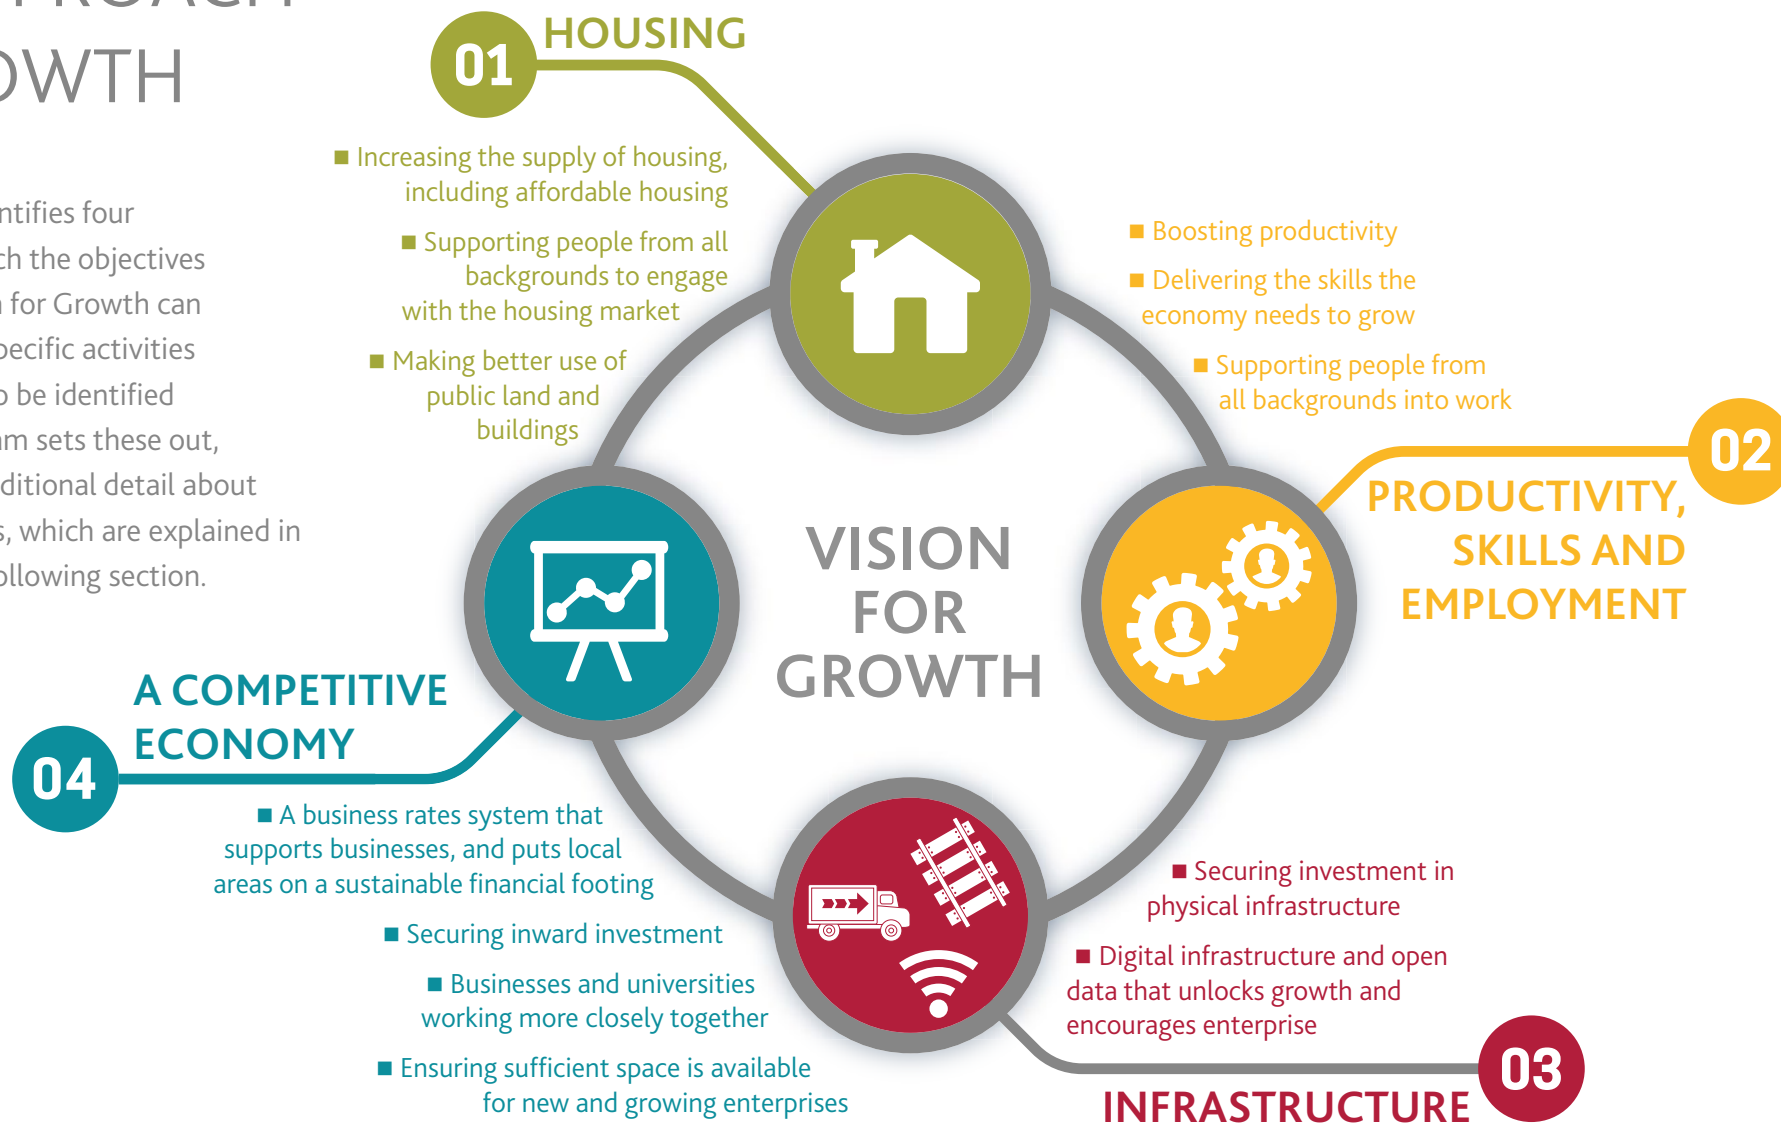 OWTH
ntifies four
ch the objectives
for Growth can
pecific activities
be identified
am sets these out,
ditional detail about
s, which are explained in
ollowing section.
01
HOUSING
■ Increasing the supply of housing,
including affordable housing
■ Supporting people from all
backgrounds to engage
with the housing market
■ Making better use of
public land and
buildings
■ Boosting productivity
■ Delivering the skills the
economy needs to grow
■ Supporting people from
all backgrounds into work
02
PRODUCTIVITY,
SKILLS AND
EMPLOYMENT
VISION
FOR
GROWTH
A COMPETITIVE
ECONOMY
04
■ A business rates system that
supports businesses, and puts local
areas on a sustainable financial footing
■ Securing inward investment
■ Businesses and universities
working more closely together
■ Ensuring sufficient space is available
for new and growing enterprises
■ Securing investment in
physical infrastructure
■ Digital infrastructure and open
data that unlocks growth and
encourages enterprise
03
INFRASTRUCTURE